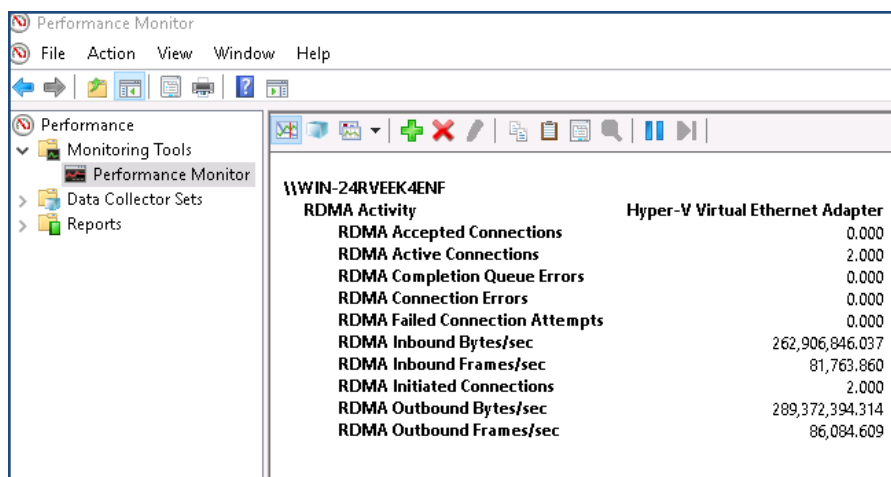 Performance Monitor
File Action View Window Help
Performance
Monitoring Tools
Performance Monitor
Data Collector Sets
Reports
\\WIN-24RVEEK4ENF
RDMA Activity Hyper-V Virtual Ethernet Adapter
RDMA Accepted Connections 0.000
RDMA Active Connections 2.000
RDMA Completion Queue Errors 0.000
RDMA Connection Errors 0.000
RDMA Failed Connection Attempts 0.000
RDMA Inbound Bytes/sec 262,906,846.037
RDMA Inbound Frames/sec 81,763.860
RDMA Initiated Connections 2.000
RDMA Outbound Bytes/sec 289,372,394.314
RDMA Outbound Frames/sec 86,084.609